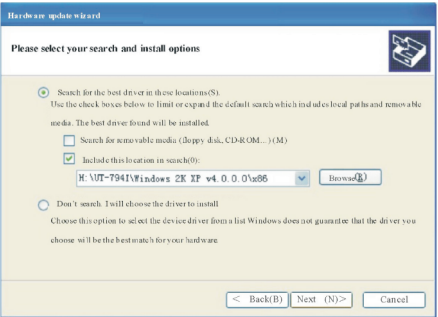 Hardware update wizard
Please select your search and install options
Search for the best driver in these locations(S).
Use the check boxes below to limit or expand the default search which includes local paths and removable
media. The best driver found will be installed.
Search for removable media (floppy disk, CD-ROM...) (M)
Include this location in search(0):
H:\UT-794I\Windows 2K XP v4.0.0.0\x86
Browse(R)
Don't search. I will choose the driver to install
Choose this option to select the device driver from a list Windows does not guarantee that the driver you
choose will be the best match for your hardware
< Back(B) Next (N)> Cancel